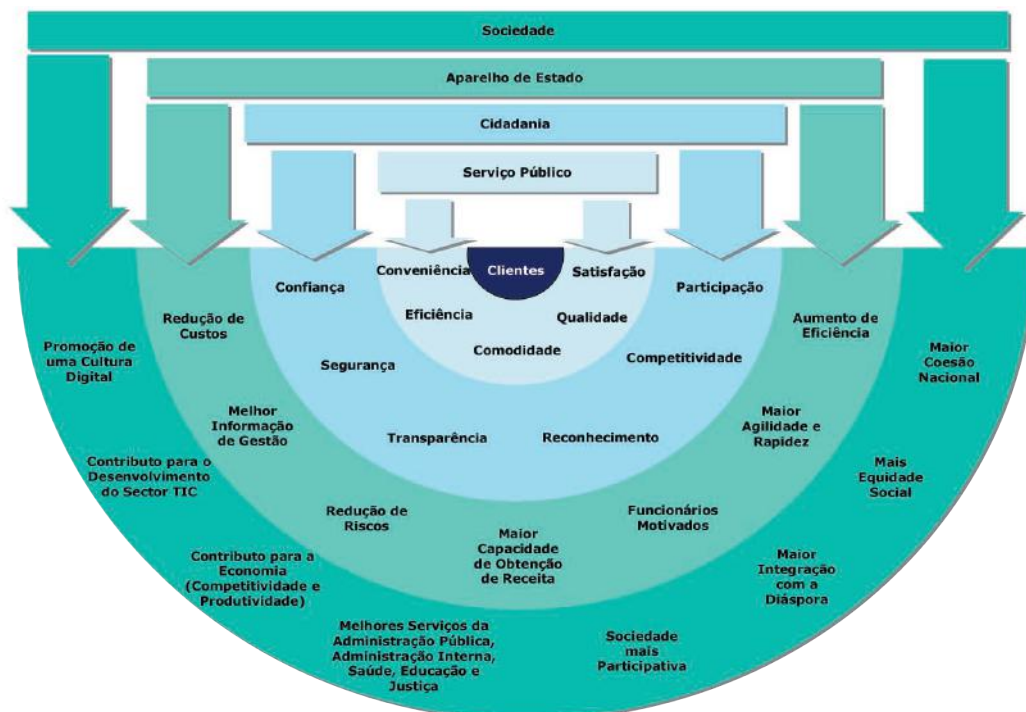 Sociedade
Aparelho de Estado
Cidadania
Serviço Público
Clientes
Conveniência
Satisfação
Eficiência
Qualidade
Comodidade
Confiança
Participação
Segurança
Competitividade
Transparência
Reconhecimento
Redução de
Custos
Aumento de
Eficiência
Melhor
Informação
de Gestão
Maior
Agilidade e
Rapidez
Redução de
Riscos
Funcionários
Motivados
Maior
Capacidade
de Obtenção
de Receita
Promoção de
uma Cultura
Digital
Maior
Coesão
Nacional
Contributo para o
Desenvolvimento
do Sector TIC
Mais
Equidade
Social
Contributo para a
Economia
(Competitividade e
Produtividade)
Maior
Integração
com a
Diáspora
Melhores Serviços da
Administração Pública,
Administração Interna,
Saúde, Educação e
Justiça
Sociedade
mais
Participativa